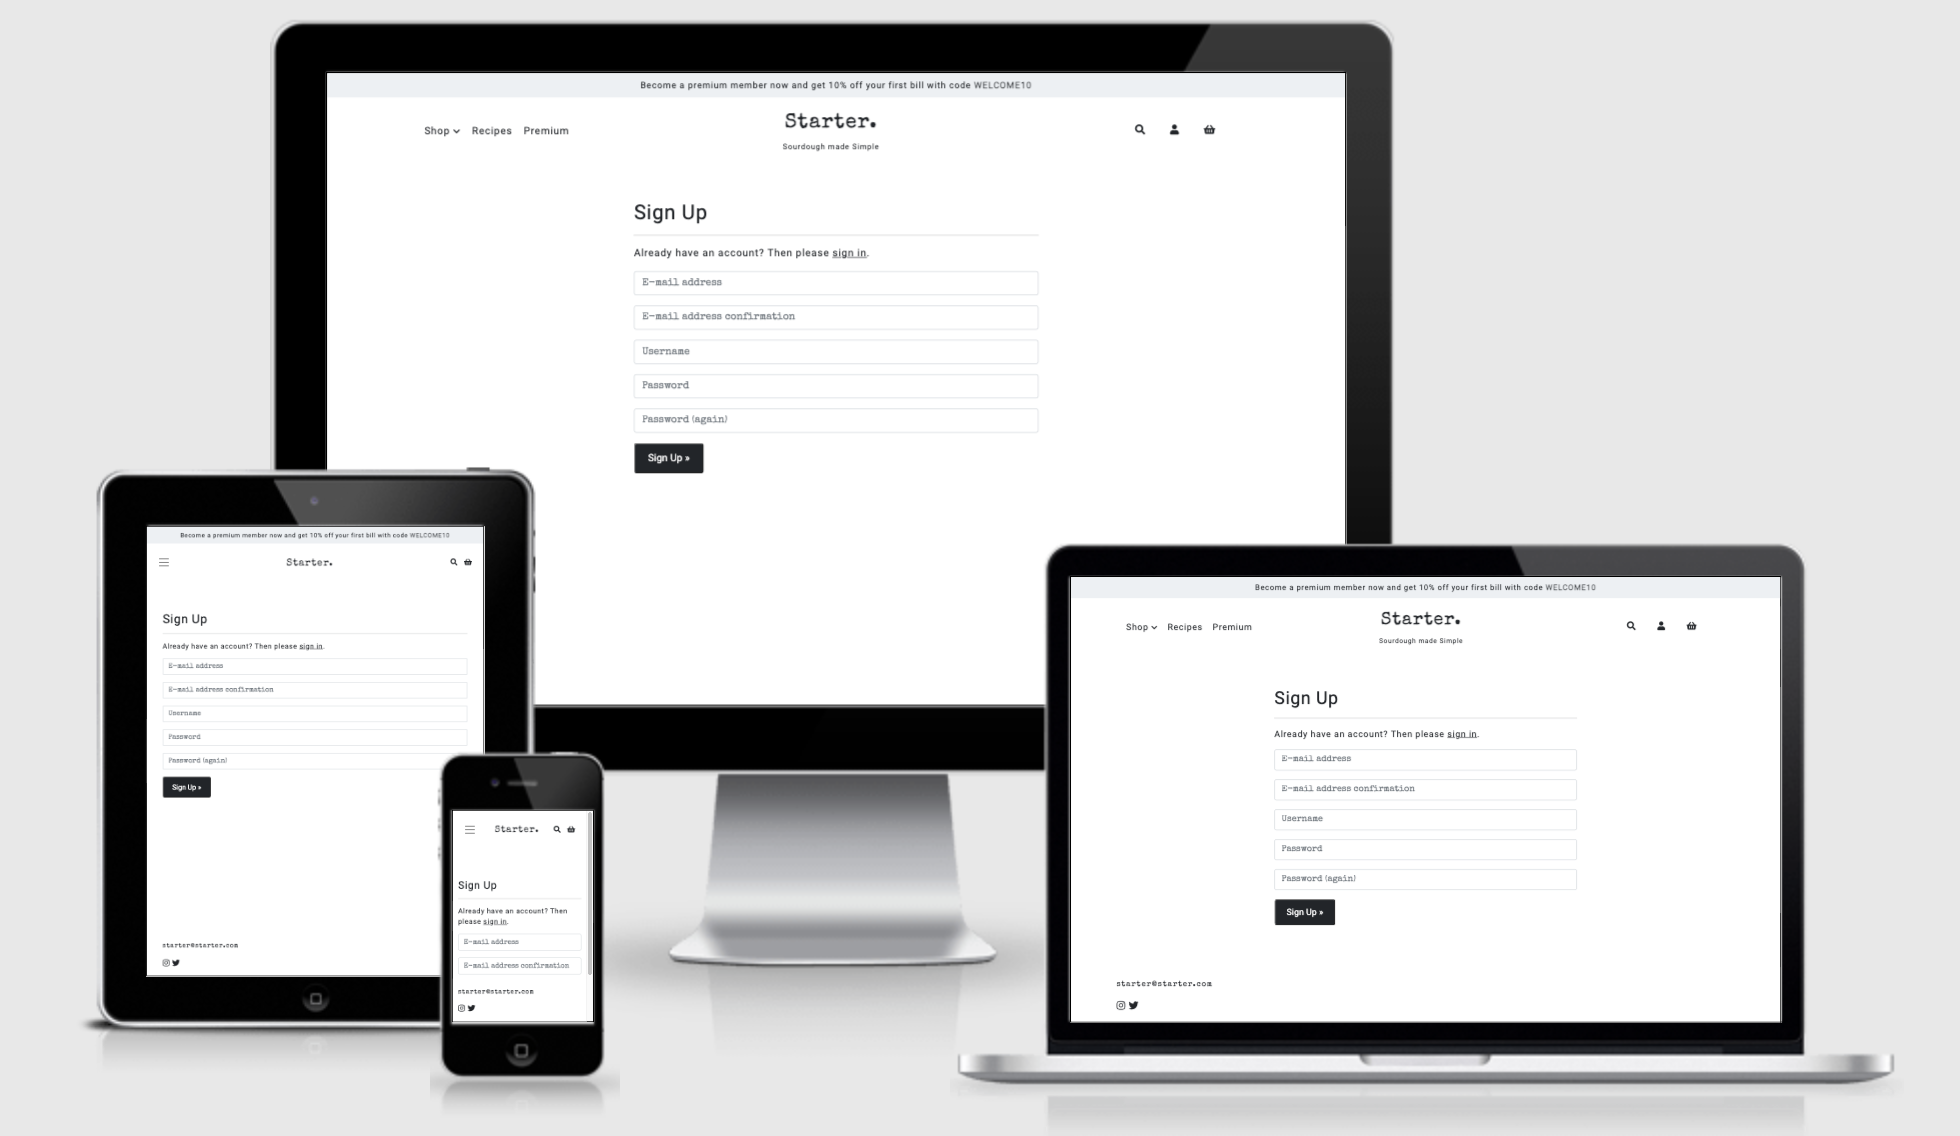 Become a premium member now and get 10% off your first bill with code WELCOME10
Shop Recipes Premium
Starter.
Sourdough made Simple
Sign Up
Already have an account? Then please sign in.
E-mail address
E-mail address confirmation
Username
Password
Password (again)
Sign Up »
Become a premium member now and get 10% off your first bill with code WELCOME10
Starter.
Sign Up
Already have an account? Then please sign in.
E-mail address
E-mail address confirmation
Username
Password
Password (again)
Sign Up »
starter@starter.com
Starter.
Sign Up
Already have an account? Then
please sign in.
E-mail address
E-mail address confirmation
starter@starter.com
Become a premium member now and get 10% off your first bill with code WELCOME10
Shop Recipes Premium
Starter.
Sourdough made Simple
Sign Up
Already have an account? Then please sign in.
E-mail address
E-mail address confirmation
Username
Password
Password (again)
Sign Up »
starter@starter.com